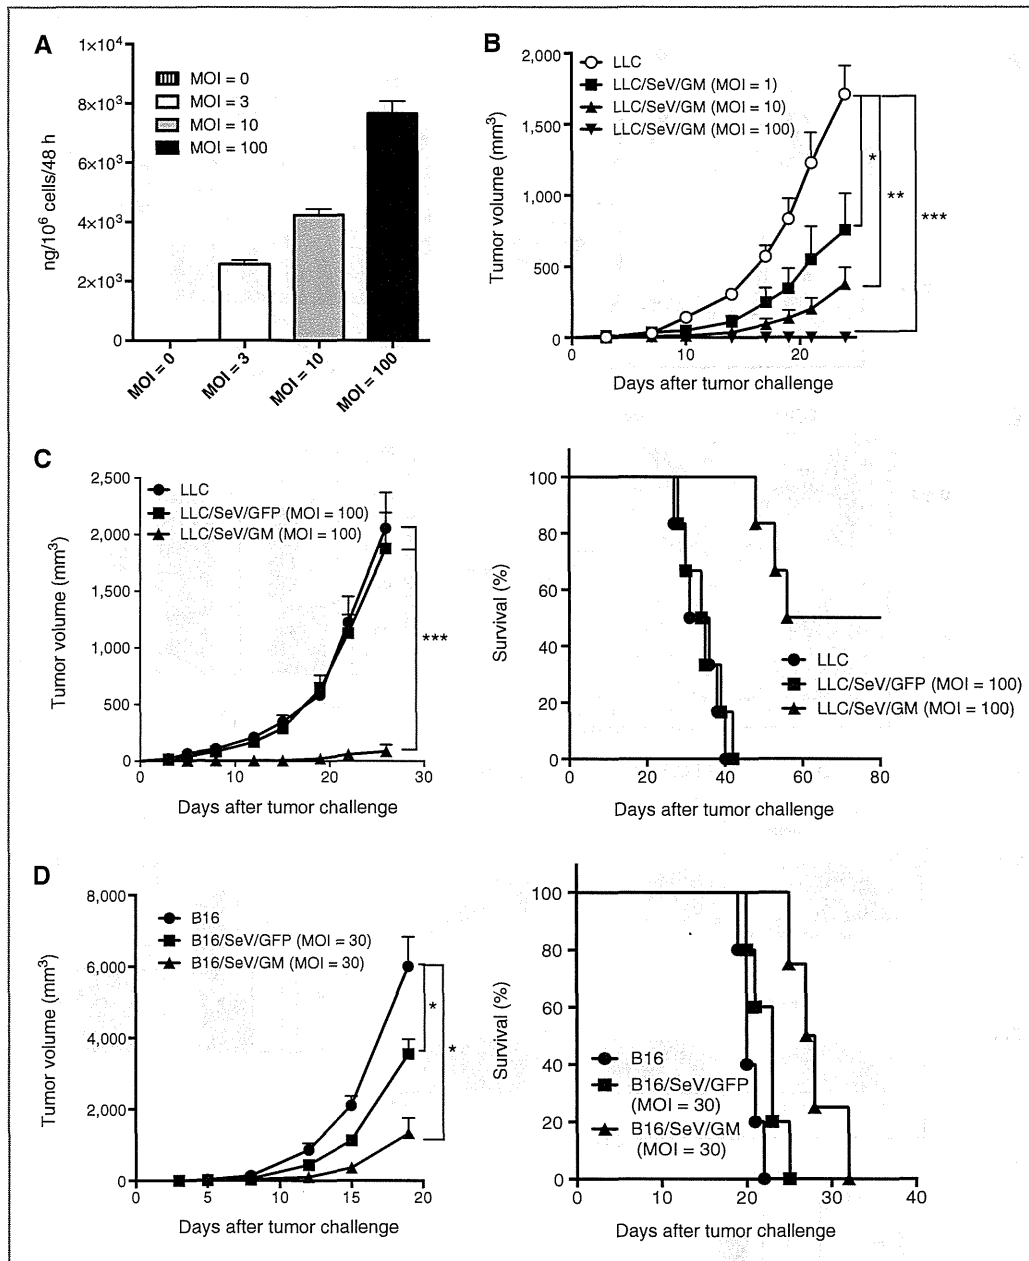 A
1×10⁴
8×10³
6×10³
4×10³
2×10³
0
ng/10⁶ cells/48 h
MOI = 0
MOI = 3
MOI = 10
MOI = 100
MOI = 0
MOI = 3
MOI = 10
MOI = 100
B
2,000
1,500
1,000
500
0
Tumor volume (mm³)
LLC
LLC/SeV/GM (MOI = 1)
LLC/SeV/GM (MOI = 10)
LLC/SeV/GM (MOI = 100)
*
**
***
0 10 20
Days after tumor challenge
C
2,500
2,000
1,500
1,000
500
0
Tumor volume (mm³)
LLC
LLC/SeV/GFP (MOI = 100)
LLC/SeV/GM (MOI = 100)
***
0 10 20 30
Days after tumor challenge
100
80
60
40
20
0
Survival (%)
LLC
LLC/SeV/GFP (MOI = 100)
LLC/SeV/GM (MOI = 100)
0 20 40 60 80
Days after tumor challenge
D
8,000
6,000
4,000
2,000
0
Tumor volume (mm³)
B16
B16/SeV/GFP (MOI = 30)
B16/SeV/GM (MOI = 30)
*
*
0 5 10 15 20
Days after tumor challenge
100
80
60
40
20
0
Survival (%)
B16
B16/SeV/GFP
(MOI = 30)
B16/SeV/GM
(MOI = 30)
0 10 20 30 40
Days after tumor challenge